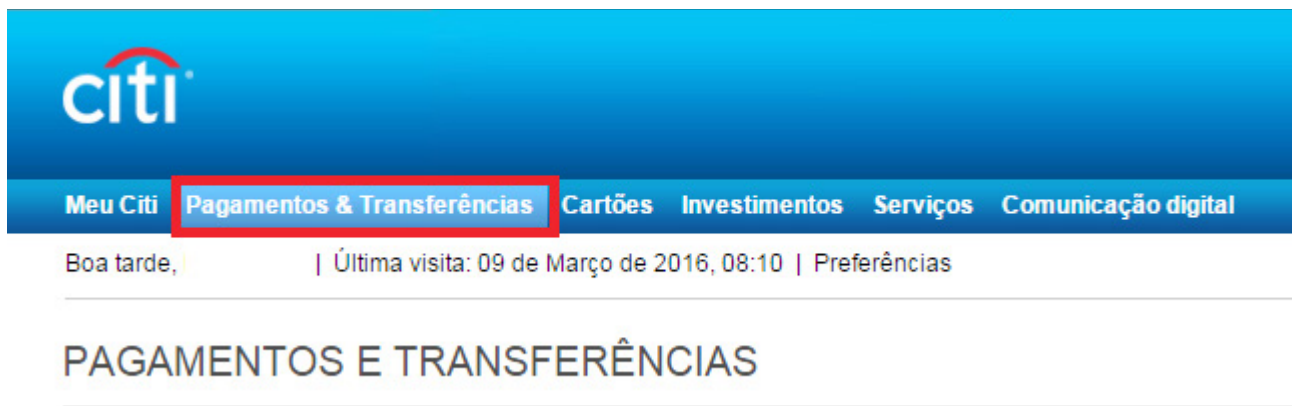 citi
Meu Citi Pagamentos & Transferências Cartões Investimentos Serviços Comunicação digital
Boa tarde, | Última visita: 09 de Março de 2016, 08:10 | Preferências
PAGAMENTOS E TRANSFERÊNCIAS